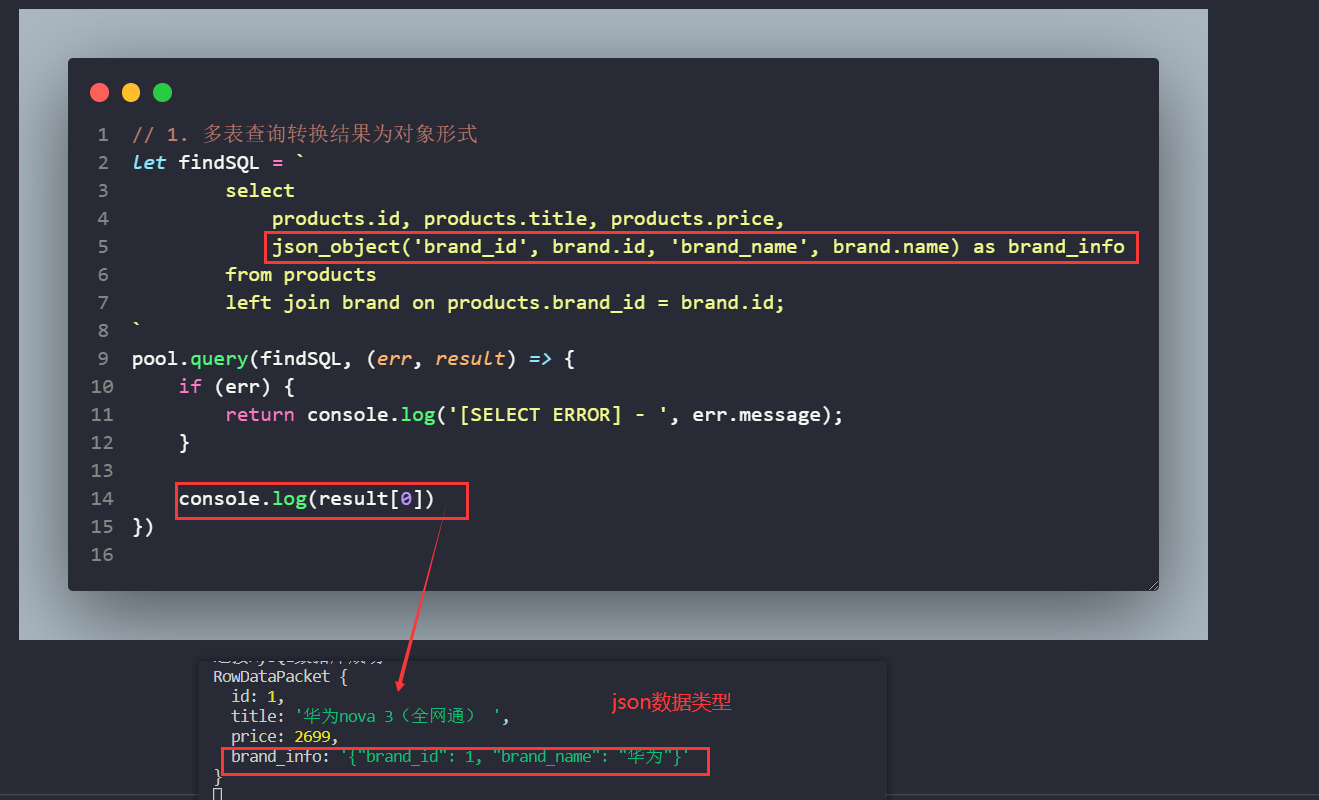 1 // 1. 多表查询转换结果为对象形式
2 let findSQL = `
3 select
4 products.id, products.title, products.price,
5 json_object('brand_id', brand.id, 'brand_name', brand.name) as brand_info
6 from products
7 left join brand on products.brand_id = brand.id;
8 `
9 pool.query(findSQL, (err, result) => {
10 if (err) {
11 return console.log('[SELECT ERROR] - ', err.message);
12 }
13
14 console.log(result[0])
15 })
16
RowDataPacket {
id: 1,
title: '华为nova 3（全网通） ',
json数据类型
price: 2699,
brand_info: '{"brand_id": 1, "brand_name": "华为"}'
}